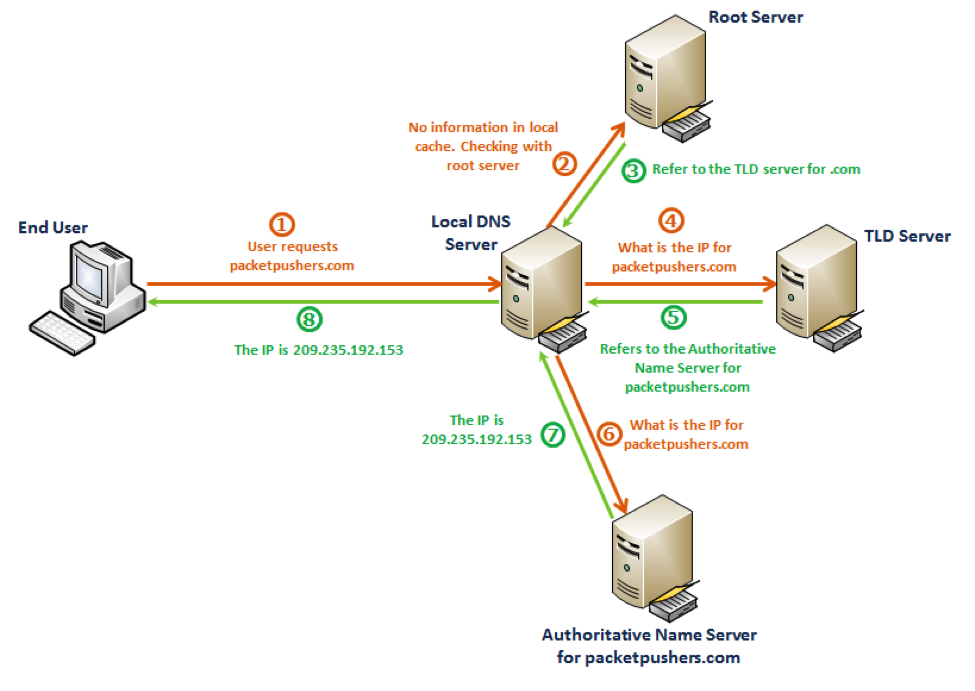 Root Server
No information in local
cache. Checking with
root server
2
3
Refer to the TLD server for .com
End User
1
User requests
packetpushers.com
Local DNS
Server
4
What is the IP for
packetpushers.com
TLD Server
8
The IP is 209.235.192.153
5
Refers to the Authoritative
Name Server for
packetpushers.com
The IP is
209.235.192.153
7
6
What is the IP for
packetpushers.com
Authoritative Name Server
for packetpushers.com